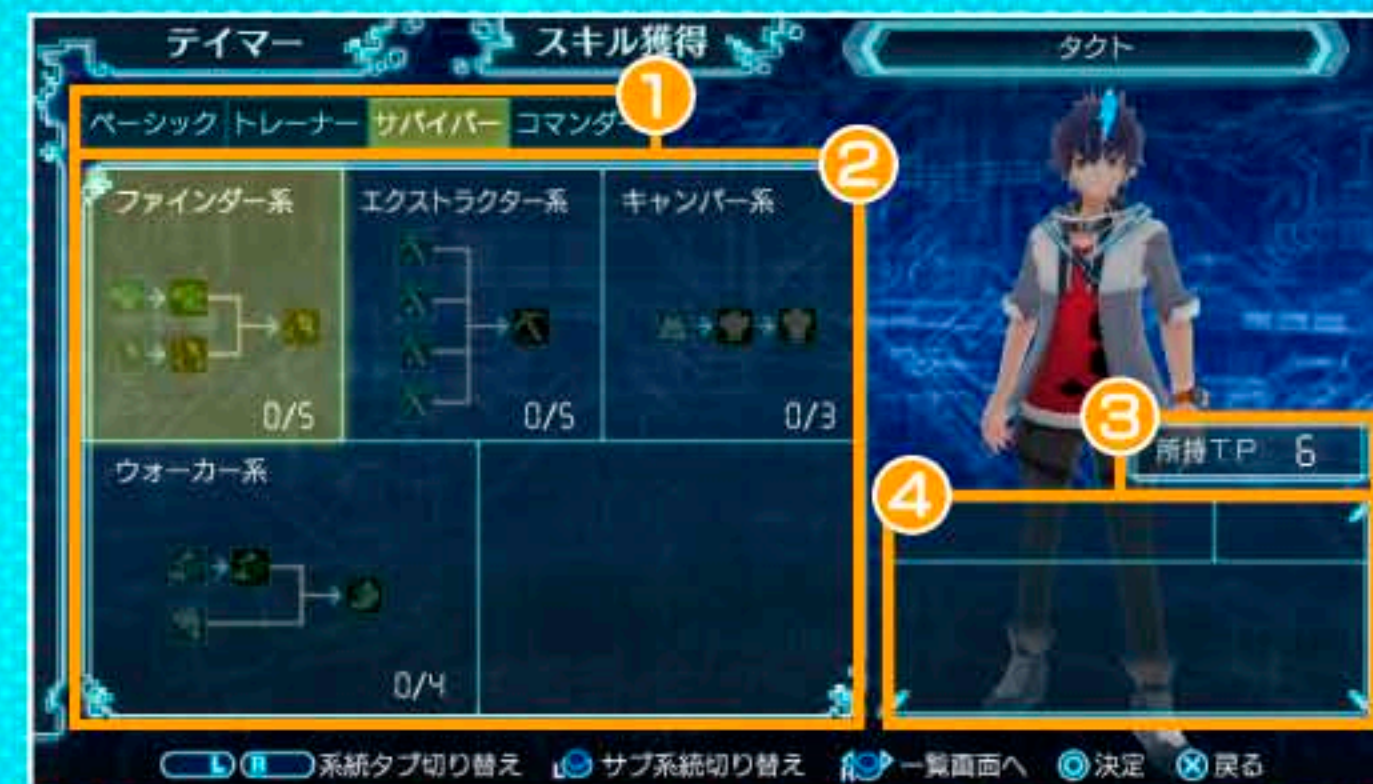 テイマー スキル獲得 タクト
1
ベーシック トレーナー サバイバー コマンダー
2
ファインダー系 エクストラクター系 キャンパー系
0/5 0/5 0/3
3
所持TP 6
ウォーカー系
4
0/4
L R 系統タブ切り替え L サブ系統切り替え R 一覧画面へ 決定 戻る